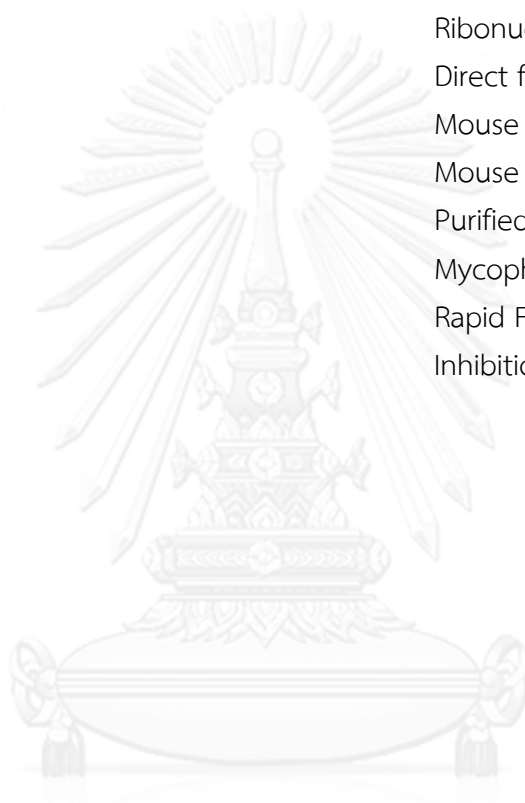 Ribonuc
Direct f
Mouse
Mouse
Purified
Mycoph
Rapid F
Inhibitio